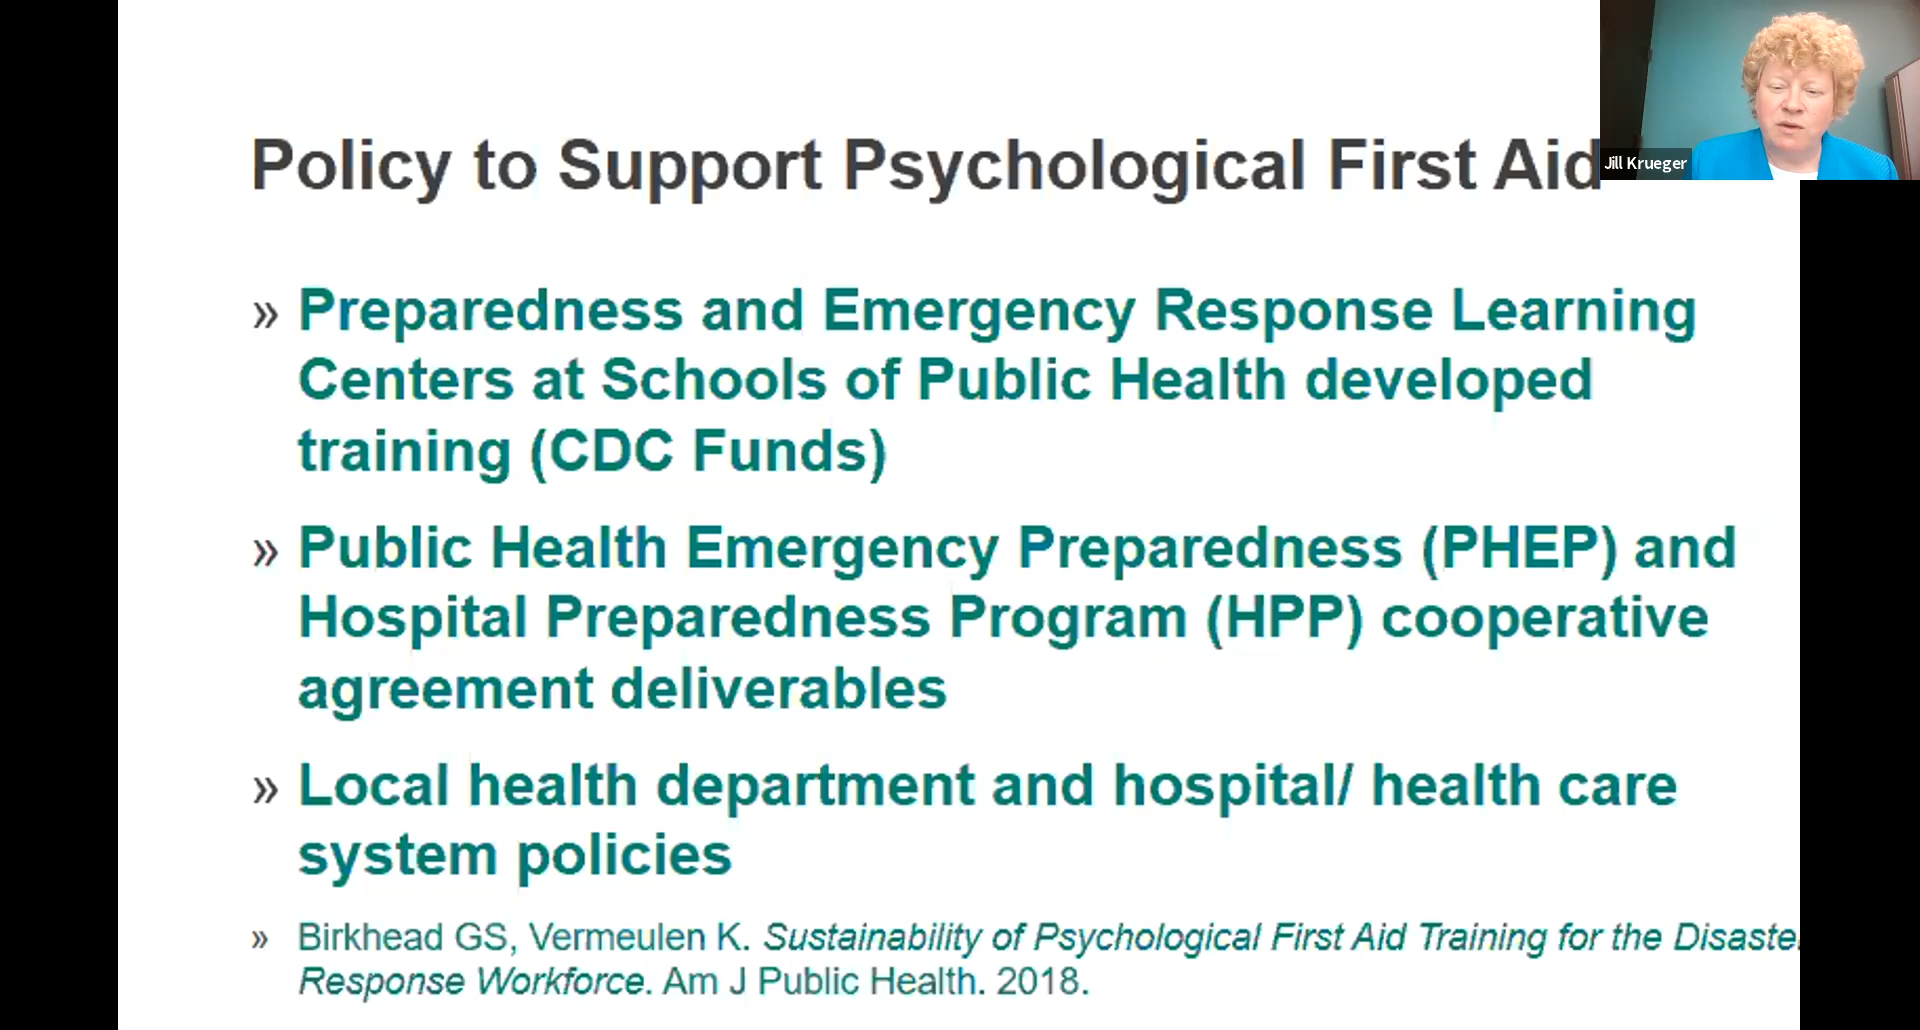 Policy to Support Psychological First Aid
Jill Krueger
» Preparedness and Emergency Response Learning
Centers at Schools of Public Health developed
training (CDC Funds)
» Public Health Emergency Preparedness (PHEP) and
Hospital Preparedness Program (HPP) cooperative
agreement deliverables
» Local health department and hospital/ health care
system policies
» Birkhead GS, Vermeulen K. Sustainability of Psychological First Aid Training for the Disaste
Response Workforce. Am J Public Health. 2018.